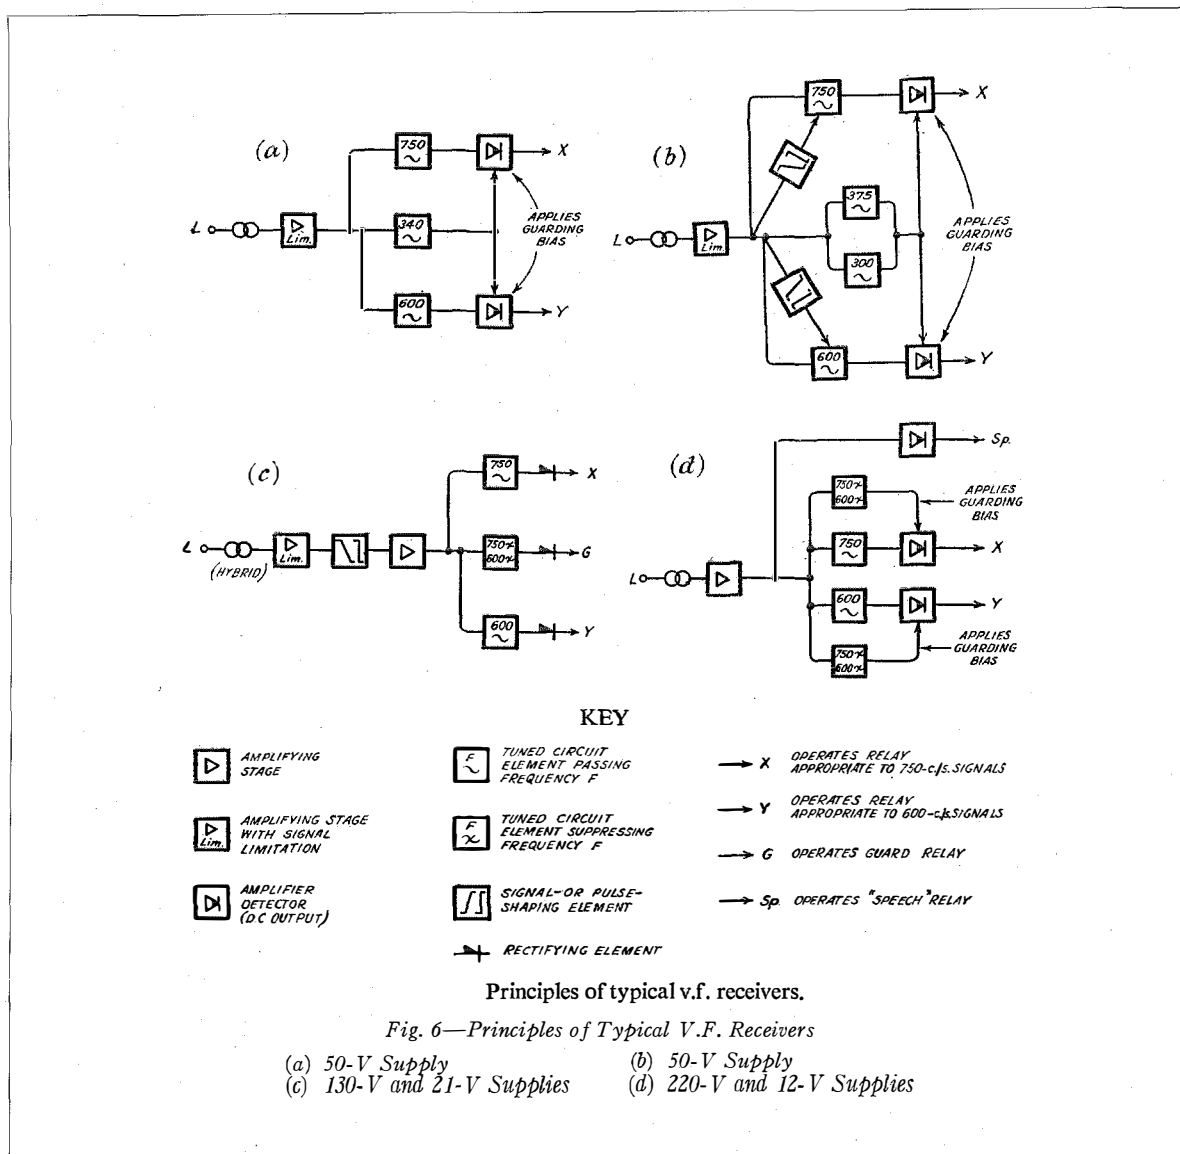 (a)
750
X
L
Lim.
340
APPLIES
GUARDING
BIAS
600
Y
(b)
750
X
L
Lim.
375
300
APPLIES
GUARDING
BIAS
600
Y
(c)
750
X
L
(HYBRID)
Lim.
750
600
G
600
Y
(d)
Sp.
750
600
APPLIES
GUARDING
BIAS
750
X
L
600
Y
750
600
APPLIES
GUARDING
BIAS
KEY
AMPLIFYING
STAGE
Lim.
AMPLIFYING STAGE
WITH SIGNAL
LIMITATION
AMPLIFIER
DETECTOR
(DC OUTPUT)
F
TUNED CIRCUIT
ELEMENT PASSING
FREQUENCY F
F
TUNED CIRCUIT
ELEMENT SUPPRESSING
FREQUENCY F
SIGNAL-OR PULSE-
SHAPING ELEMENT
RECTIFYING ELEMENT
X OPERATES RELAY
APPROPRIATE TO 750-c/s. SIGNALS
Y OPERATES RELAY
APPROPRIATE TO 600-c/s SIGNALS
G OPERATES GUARD RELAY
Sp. OPERATES "SPEECH" RELAY
Principles of typical v.f. receivers.
Fig. 6—Principles of Typical V.F. Receivers
(a) 50-V Supply (b) 50-V Supply
(c) 130-V and 21-V Supplies (d) 220-V and 12-V Supplies